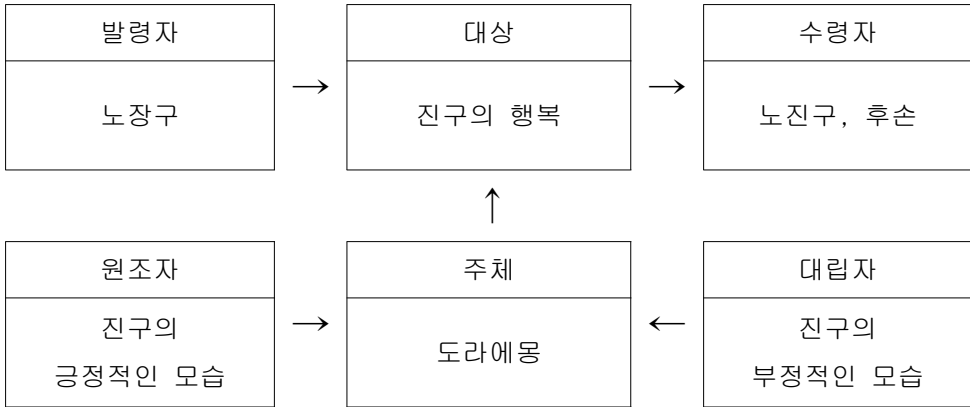 발령자
노장구
→
대상
진구의 행복
→
수령자
노진구, 후손
↑
원조자
진구의
긍정적인 모습
→
주체
도라에몽
←
대립자
진구의
부정적인 모습